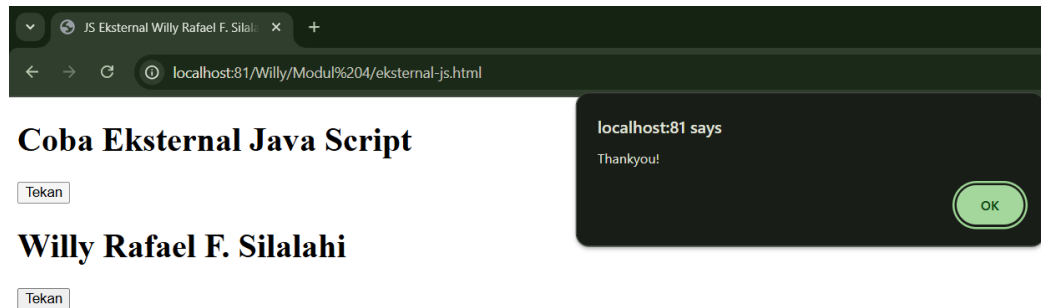 JS Eksternal Willy Rafael F. Silala
localhost:81/Willy/Modul%204/eksternal-js.html
localhost:81 says
Thankyou!
OK
Coba Eksternal Java Script
Tekan
Willy Rafael F. Silalahi
Tekan